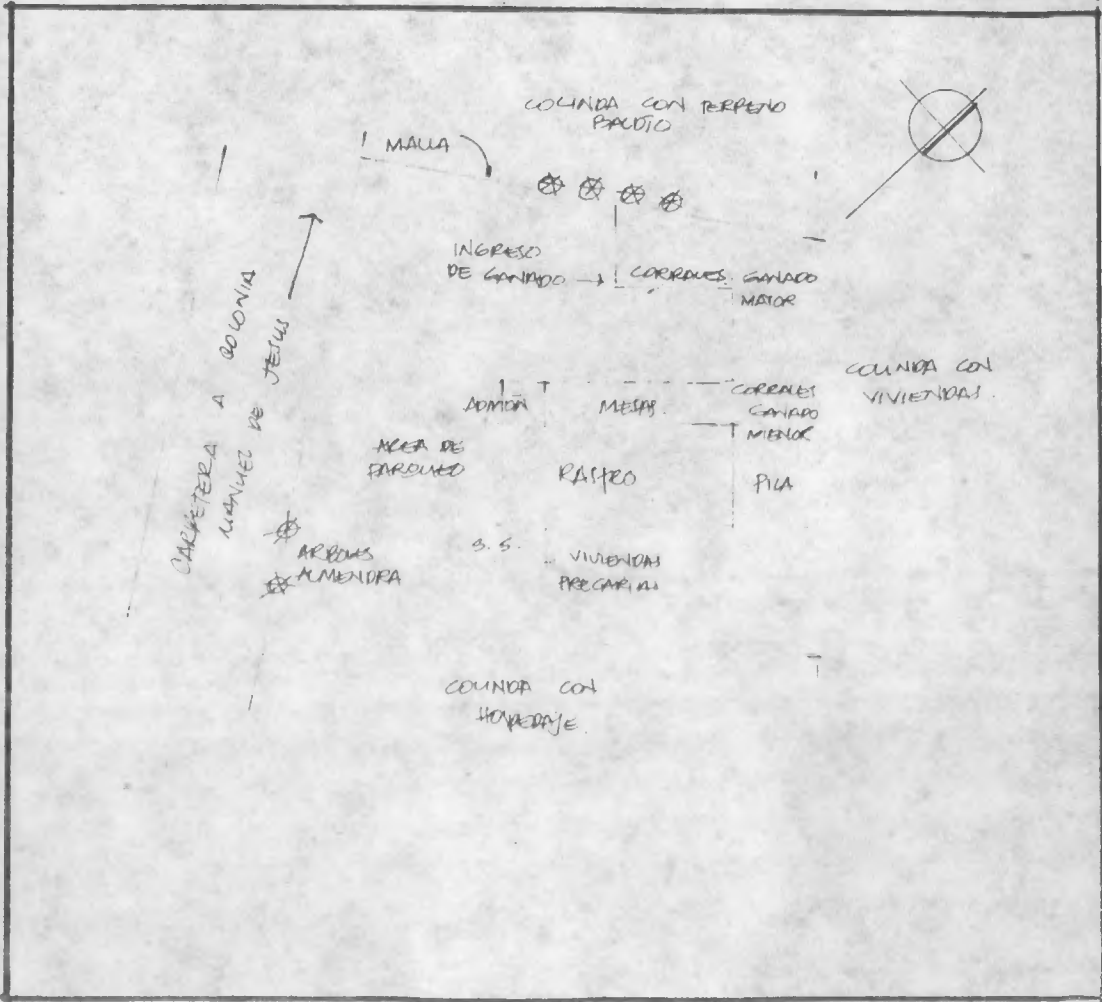 COLINDA CON TERRENO
BALDIO
MALLA
INGRESO
DE GANADO
CORRALES GANADO
MAYOR
CARRETERA A COLONIA
MANUEL DE JESUS
COLINDA CON
VIVIENDAS.
ADMON
MESAS.
CORRALES
GANADO
MENOR
AREA DE
PARQUEO
RASTRO
PILA
ARBOLES
ALMENDRA
S. S.
VIVIENDAS
PRECARIAS
COLINDA CON
HOSPEDAJE.